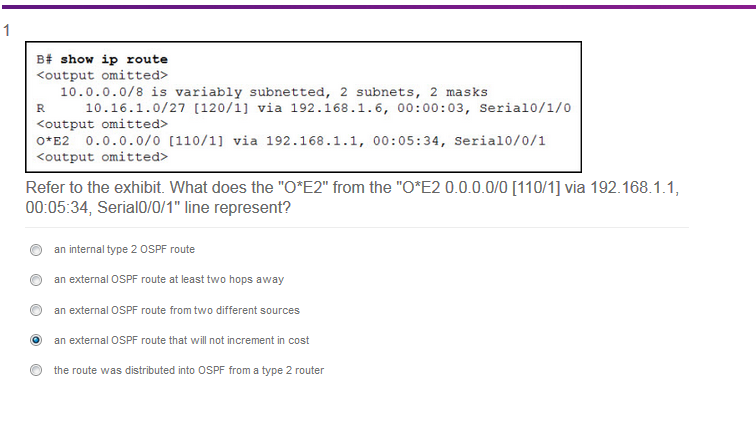 1
B# show ip route
<output omitted>
10.0.0.0/8 is variably subnetted, 2 subnets, 2 masks
R 10.16.1.0/27 [120/1] via 192.168.1.6, 00:00:03, Serial0/1/0
<output omitted>
O*E2 0.0.0.0/0 [110/1] via 192.168.1.1, 00:05:34, Serial0/0/1
<output omitted>
Refer to the exhibit. What does the "O*E2" from the "O*E2 0.0.0.0/0 [110/1] via 192.168.1.1,
00:05:34, Serial0/0/1" line represent?
an internal type 2 OSPF route
an external OSPF route at least two hops away
an external OSPF route from two different sources
an external OSPF route that will not increment in cost
the route was distributed into OSPF from a type 2 router